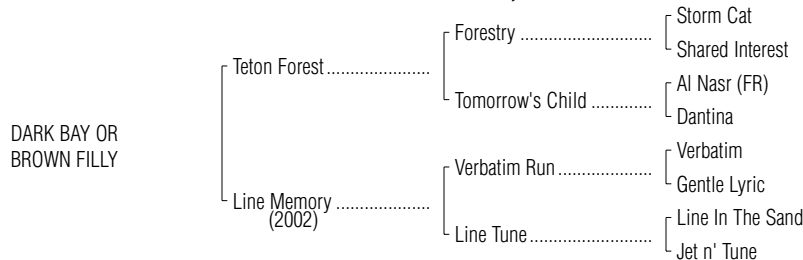 Storm Cat
Forestry ..............................
Shared Interest
Teton Forest .......................
Al Nasr (FR)
Tomorrow's Child ..............
Dantina
DARK BAY OR
BROWN FILLY
Verbatim
Verbatim Run .....................
Gentle Lyric
Line Memory .....................
(2002)
Line In The Sand
Line Tune ...........................
Jet n' Tune